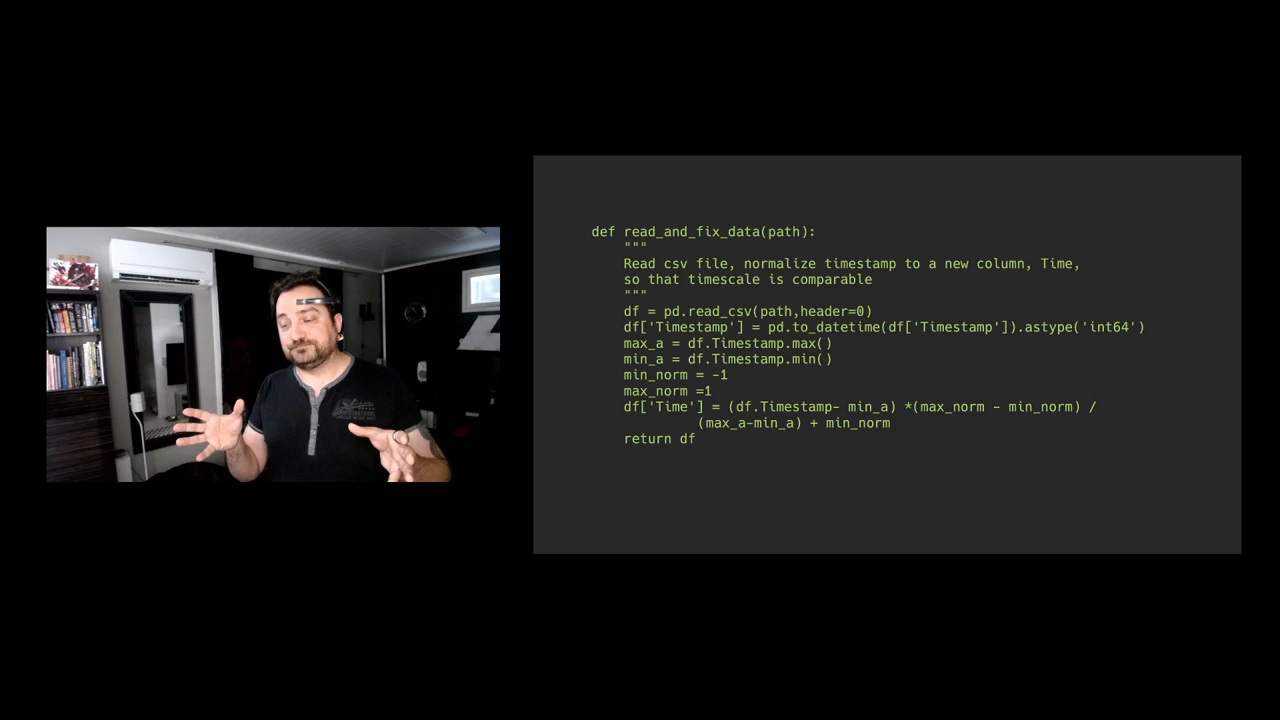 def read_and_fix_data(path):
"""
Read csv file, normalize timestamp to a new column, Time,
so that timescale is comparable
"""
df = pd.read_csv(path,header=0)
df['Timestamp'] = pd.to_datetime(df['Timestamp']).astype('int64')
max_a = df.Timestamp.max()
min_a = df.Timestamp.min()
min_norm = -1
max_norm =1
df['Time'] = (df.Timestamp- min_a) *(max_norm - min_norm) /
(max_a-min_a) + min_norm
return df